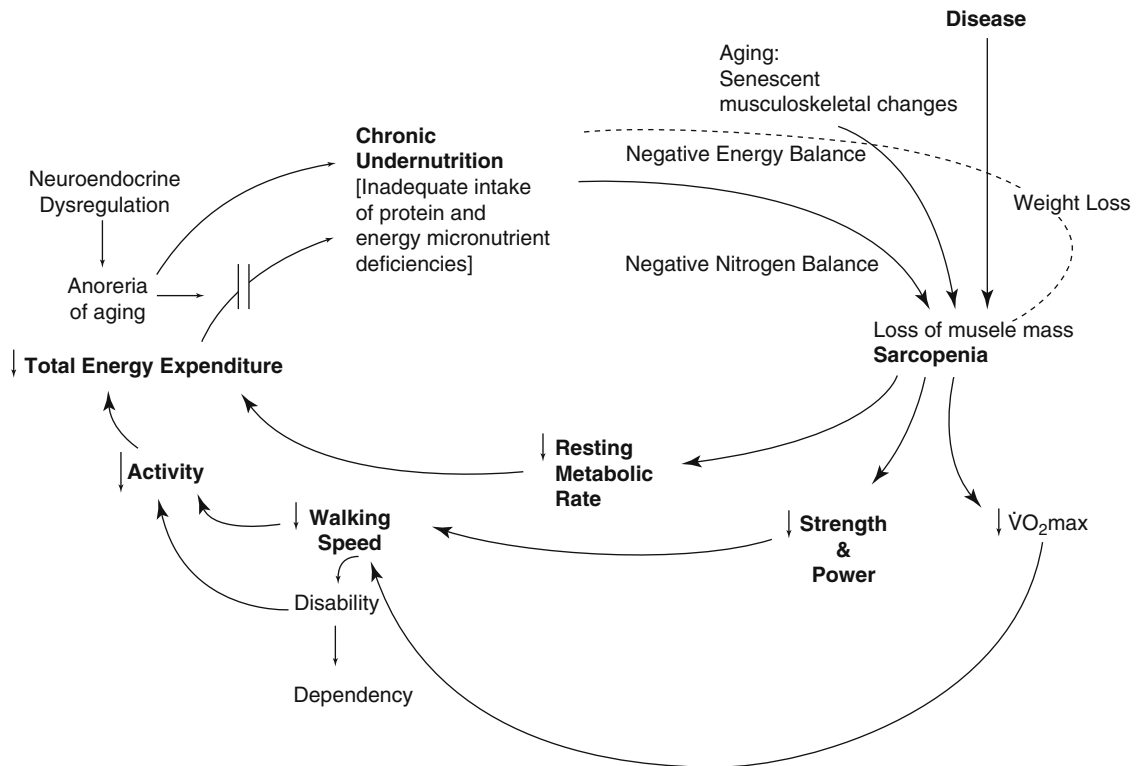 Disease
Aging:
Senescent
musculoskeletal changes
Chronic
Undernutrition
[Inadequate intake
of protein and
energy micronutrient
deficiencies]
Negative Energy Balance
Weight Loss
Neuroendocrine
Dysregulation
Negative Nitrogen Balance
Anoreria
of aging
Loss of musele mass
Sarcopenia
↓ Total Energy Expenditure
↓ Resting
Metabolic
Rate
↓ Activity
↓ Walking
Speed
↓ Strength
&
Power
↓ V̇O₂max
Disability
Dependency